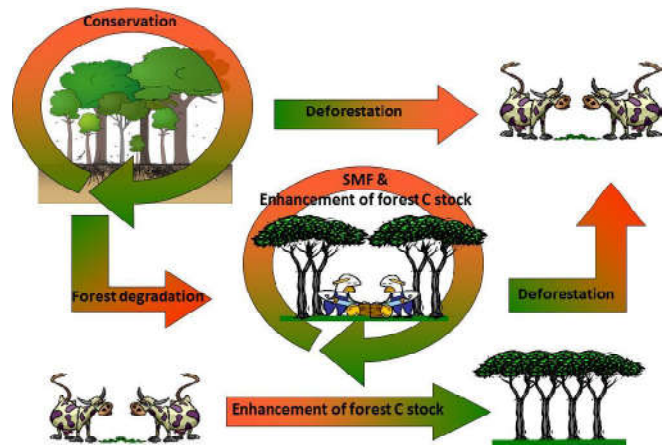 Conservation
Deforestation
SMF &
Enhancement of forest C stock
Forest degradation
Deforestation
Enhancement of forest C stock